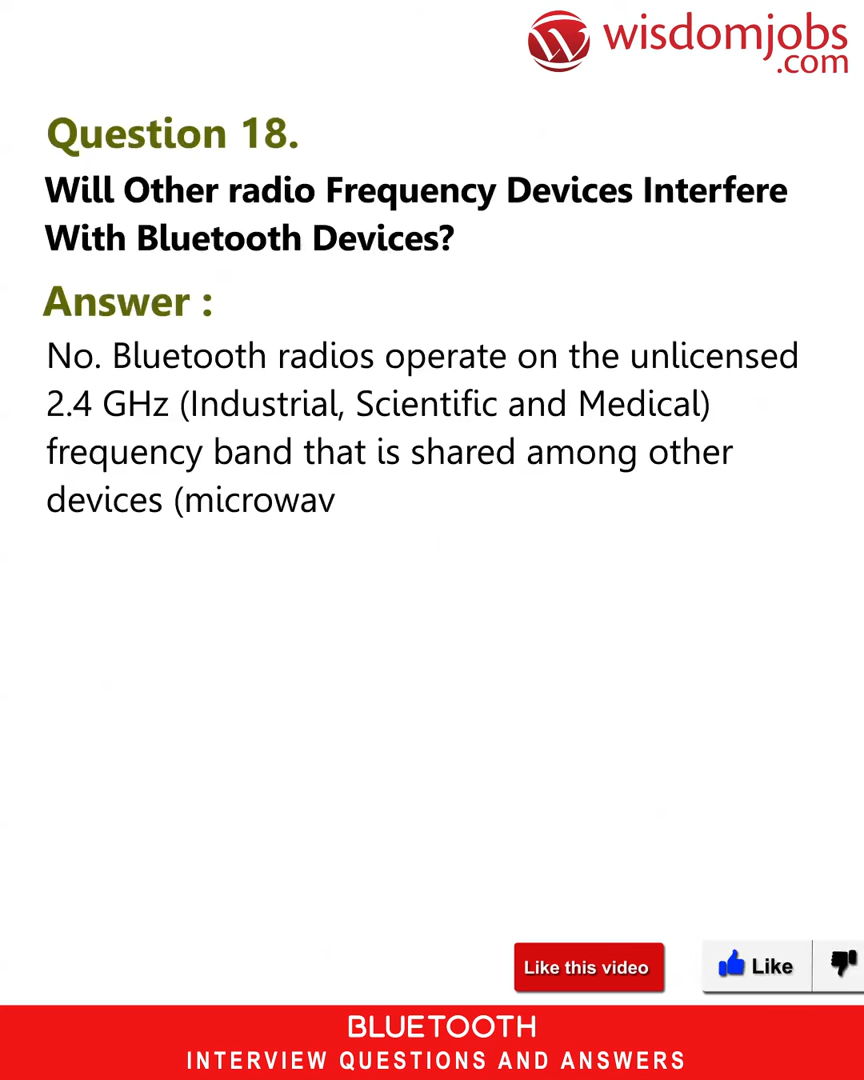 wisdomjobs
.com
Question 18.
Will Other radio Frequency Devices Interfere
With Bluetooth Devices?
Answer :
No. Bluetooth radios operate on the unlicensed
2.4 GHz (Industrial, Scientific and Medical)
frequency band that is shared among other
devices (microwav
Like this video
Like
BLUETOOTH
INTERVIEW QUESTIONS AND ANSWERS